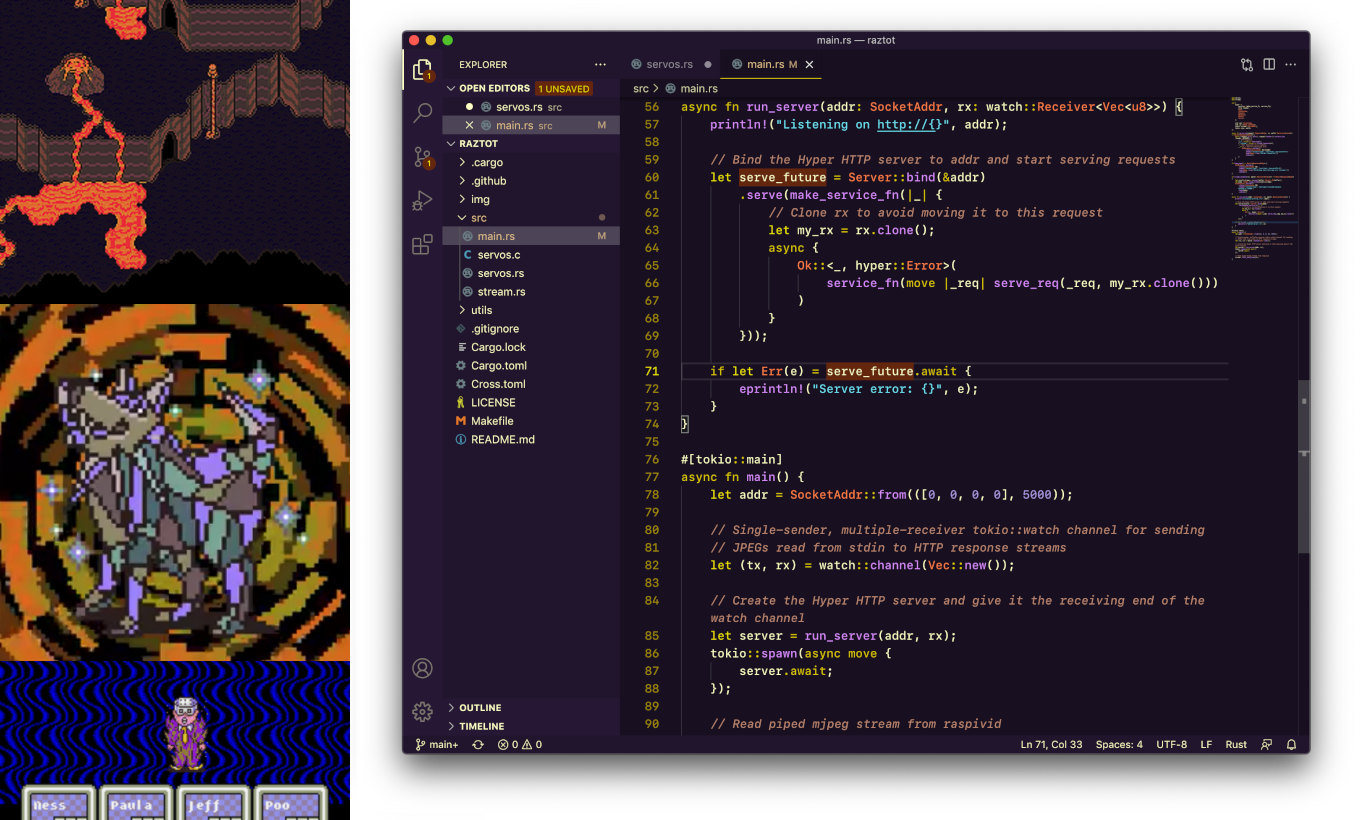 Ness
Paula
Jeff
Poo
main.rs — raztot
EXPLORER
OPEN EDITORS 1 UNSAVED
servos.rs src
main.rs src M
RAZTOT
.cargo
.github
img
src
main.rs M
servos.c
servos.rs
stream.rs
utils
.gitignore
Cargo.lock
Cargo.toml
Cross.toml
LICENSE
Makefile
README.md
OUTLINE
TIMELINE
1
1
servos.rs
main.rs M
src > main.rs
56 async fn run_server(addr: SocketAddr, rx: watch::Receiver<Vec<u8>>) {
57 println!("Listening on http://{}", addr);
58
59 // Bind the Hyper HTTP server to addr and start serving requests
60 let serve_future = Server::bind(&addr)
61 .serve(make_service_fn(|_| {
62 // Clone rx to avoid moving it to this request
63 let my_rx = rx.clone();
64 async {
65 Ok::<_, hyper::Error>(
66 service_fn(move |_req| serve_req(_req, my_rx.clone()))
67 )
68 }
69 }));
70
71 if let Err(e) = serve_future.await {
72 eprintln!("Server error: {}", e);
73 }
74 }
75
76 #[tokio::main]
77 async fn main() {
78 let addr = SocketAddr::from(([0, 0, 0, 0], 5000));
79
80 // Single-sender, multiple-receiver tokio::watch channel for sending
81 // JPEGs read from stdin to HTTP response streams
82 let (tx, rx) = watch::channel(Vec::new());
83
84 // Create the Hyper HTTP server and give it the receiving end of the
watch channel
85 let server = run_server(addr, rx);
86 tokio::spawn(async move {
87 server.await;
88 });
89
90 // Read piped mjpeg stream from raspivid
main+ 0 0 Ln 71, Col 33 Spaces: 4 UTF-8 LF Rust